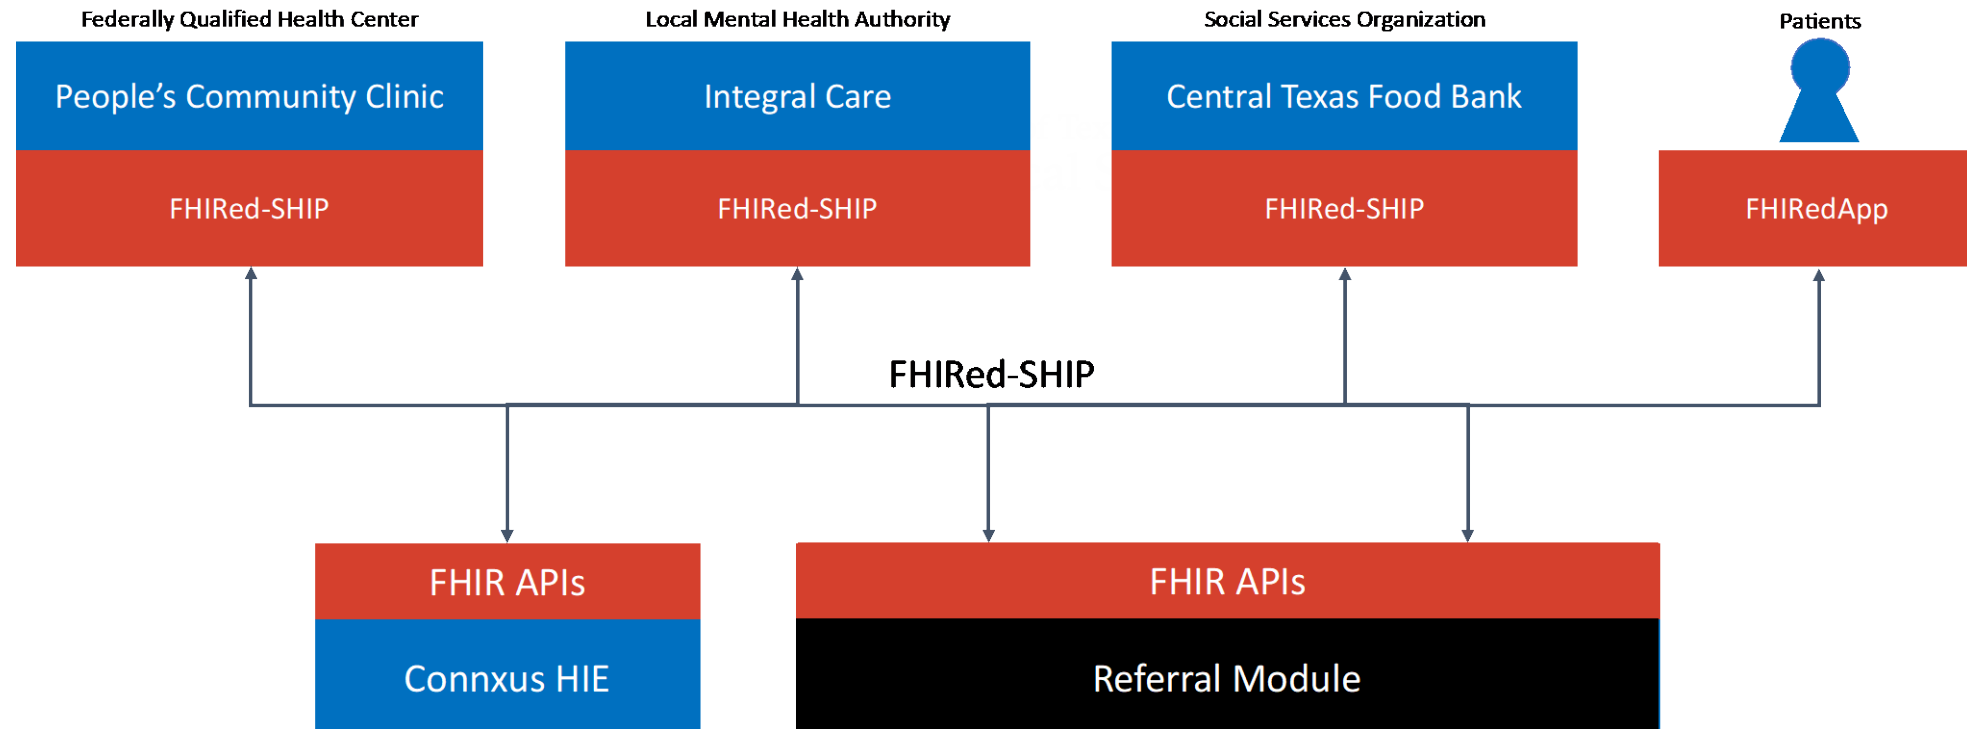 Federally Qualified Health Center
Local Mental Health Authority
Social Services Organization
Patients
People’s Community Clinic
Integral Care
Central Texas Food Bank
FHIRed-SHIP
FHIRed-SHIP
FHIRed-SHIP
FHIRedApp
FHIRed-SHIP
FHIR APIs
FHIR APIs
Connxus HIE
Referral Module